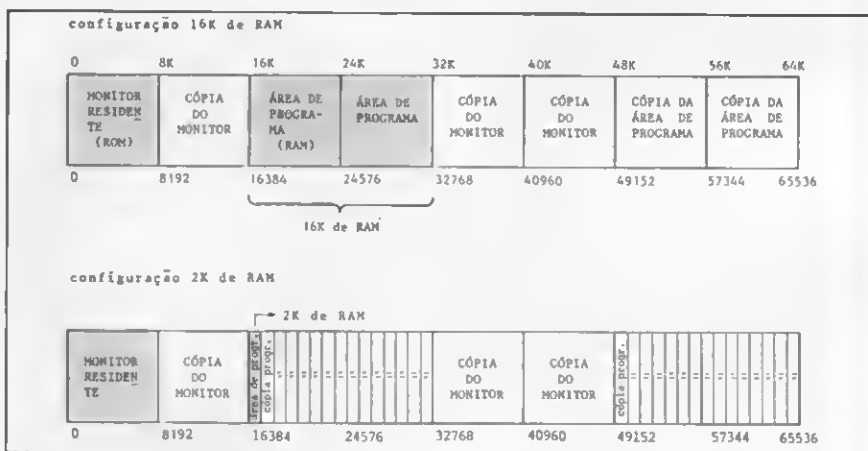 configuração 16K de RAM
0 8K 16K 24K 32K 40K 48K 56K 64K
MONITOR
RESIDEN
TE
(ROM)
CÓPIA
DO
MONITOR
ÁREA DE
PROGRA-
MA
(RAM)
ÁREA DE
PROGRAMA
CÓPIA
DO
MONITOR
CÓPIA
DO
MONITOR
CÓPIA DA
ÁREA DE
PROGRAMA
CÓPIA DA
ÁREA DE
PROGRAMA
0 8192 16384 24576 32768 40960 49152 57344 65536
16K de RAM
configuração 2K de RAM
2K de RAM
MONITOR
RESIDEN
TE
CÓPIA
DO
MONITOR
área de progr.
cópia progr.
CÓPIA
DO
MONITOR
CÓPIA
DO
MONITOR
cópia progr.
0 8192 16384 24576 32768 40960 49152 57344 65536